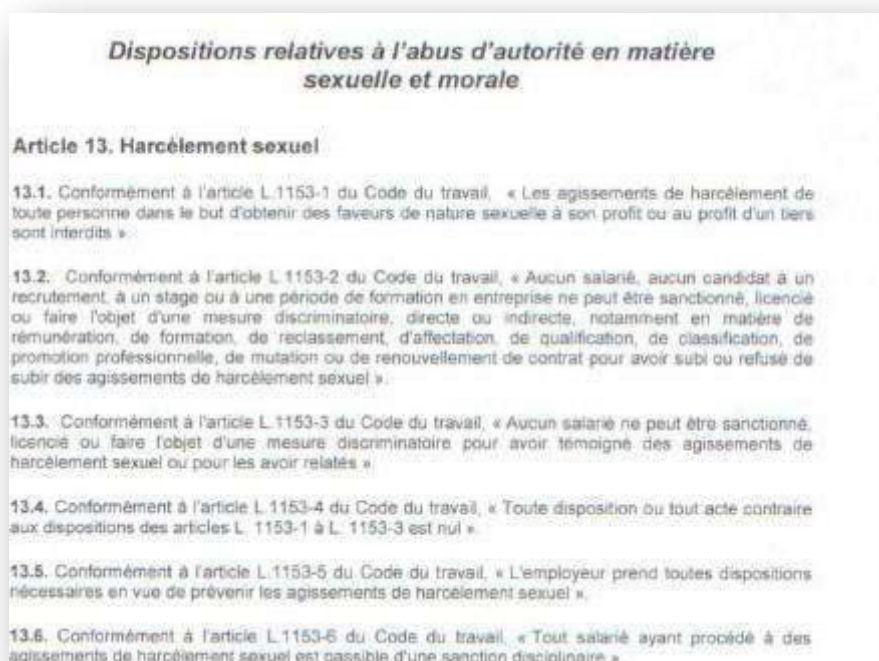 Dispositions relatives à l'abus d'autorité en matière
sexuelle et morale
Article 13. Harcèlement sexuel
13.1. Conformément à l'article L.1153-1 du Code du travail, « Les agissements de harcèlement de
toute personne dans le but d'obtenir des faveurs de nature sexuelle à son profit ou au profit d'un tiers
sont interdits ».
13.2. Conformément à l'article L.1153-2 du Code du travail, « Aucun salarié, aucun candidat à un
recrutement, à un stage ou à une période de formation en entreprise ne peut être sanctionné, licencié
ou faire l'objet d'une mesure discriminatoire, directe ou indirecte, notamment en matière de
rémunération, de formation, de reclassement, d'affectation, de qualification, de classification, de
promotion professionnelle, de mutation ou de renouvellement de contrat pour avoir subi ou refusé de
subir des agissements de harcèlement sexuel ».
13.3. Conformément à l'article L.1153-3 du Code du travail, « Aucun salarié ne peut être sanctionné,
licencié ou faire l'objet d'une mesure discriminatoire pour avoir témoigné des agissements de
harcèlement sexuel ou pour les avoir relatés ».
13.4. Conformément à l'article L.1153-4 du Code du travail, « Toute disposition ou tout acte contraire
aux dispositions des articles L. 1153-1 à L. 1153-3 est nul ».
13.5. Conformément à l'article L.1153-5 du Code du travail, « L'employeur prend toutes dispositions
nécessaires en vue de prévenir les agissements de harcèlement sexuel ».
13.6. Conformément à l'article L.1153-6 du Code du travail, « Tout salarié ayant procédé à des
agissements de harcèlement sexuel est passible d'une sanction disciplinaire »